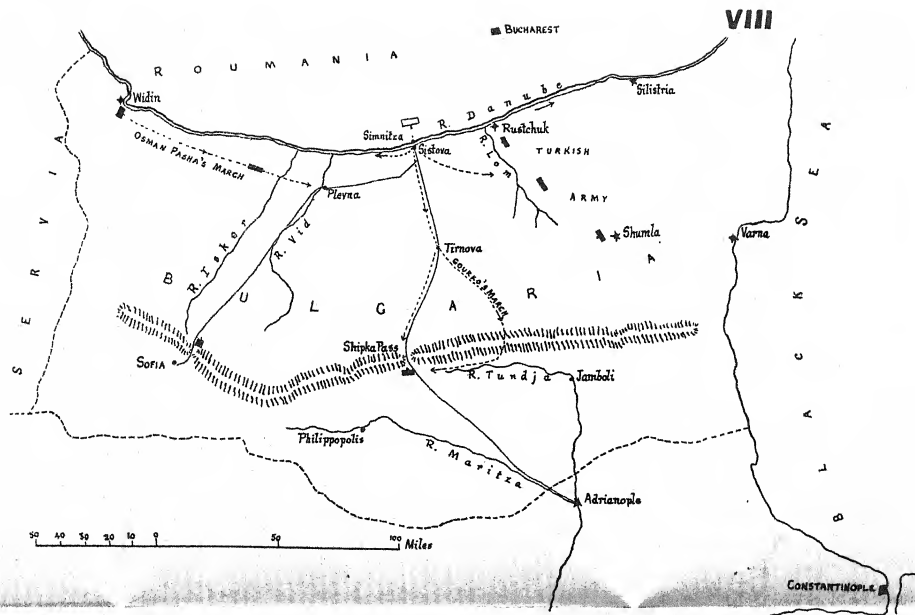 VIII
BUCHAREST
ROUMANIA
Silistria
Widin
R. Danube
Simnitza
Rustchuk
Sistova
R. Lom
TURKISH
OSMAN PASHA'S MARCH
ARMY
Plevna
SERVIA
BLACK SEA
R. Isker
R. Vid
Shumla
Varna
Tirnova
GOURKO'S MARCH
BULGARIA
Shipka Pass
SOFIA
R. Tundja
Jamboli
Philippopolis
R. Maritza
Adrianople
50 40 30 20 10 0 50 100
Miles
CONSTANTINOPLE